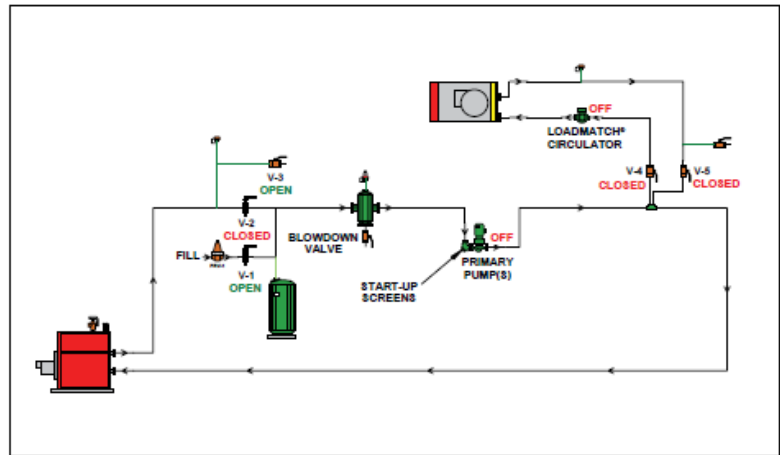 OFF
LOADMATCH®
CIRCULATOR
V-3
OPEN
V-4
CLOSED
V-5
CLOSED
V-2
CLOSED
FILL
V-1
OPEN
BLOWDOWN
VALVE
OFF
PRIMARY
PUMP(S)
START-UP
SCREENS